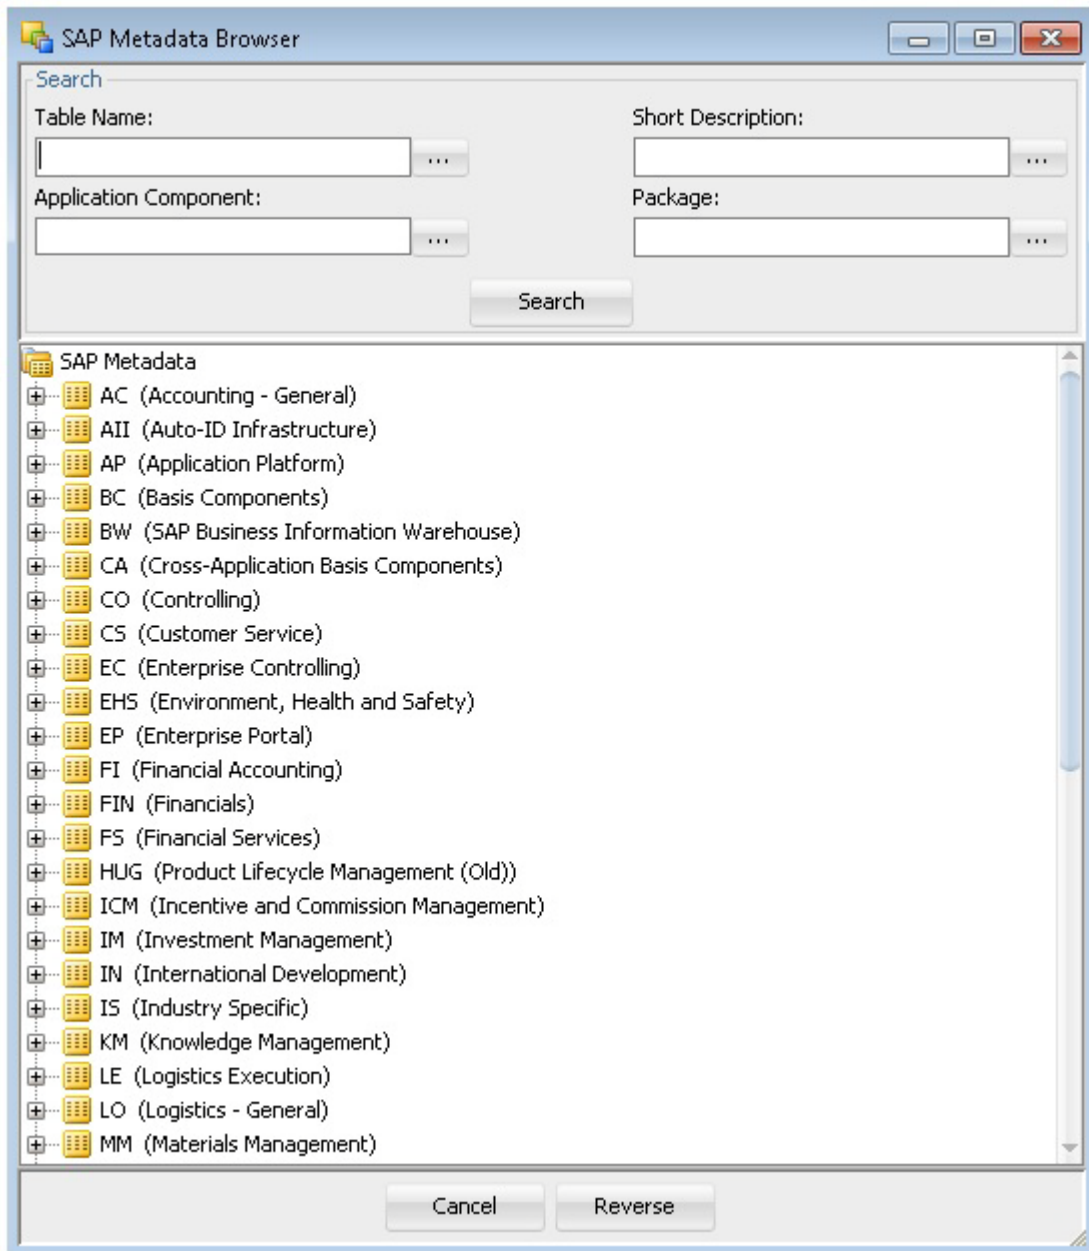 SAP Metadata Browser
Search
Table Name:
Short Description:
...
...
Application Component:
Package:
...
...
Search
SAP Metadata
AC (Accounting - General)
AII (Auto-ID Infrastructure)
AP (Application Platform)
BC (Basis Components)
BW (SAP Business Information Warehouse)
CA (Cross-Application Basis Components)
CO (Controlling)
CS (Customer Service)
EC (Enterprise Controlling)
EHS (Environment, Health and Safety)
EP (Enterprise Portal)
FI (Financial Accounting)
FIN (Financials)
FS (Financial Services)
HUG (Product Lifecycle Management (Old))
ICM (Incentive and Commission Management)
IM (Investment Management)
IN (International Development)
IS (Industry Specific)
KM (Knowledge Management)
LE (Logistics Execution)
LO (Logistics - General)
MM (Materials Management)
Cancel
Reverse